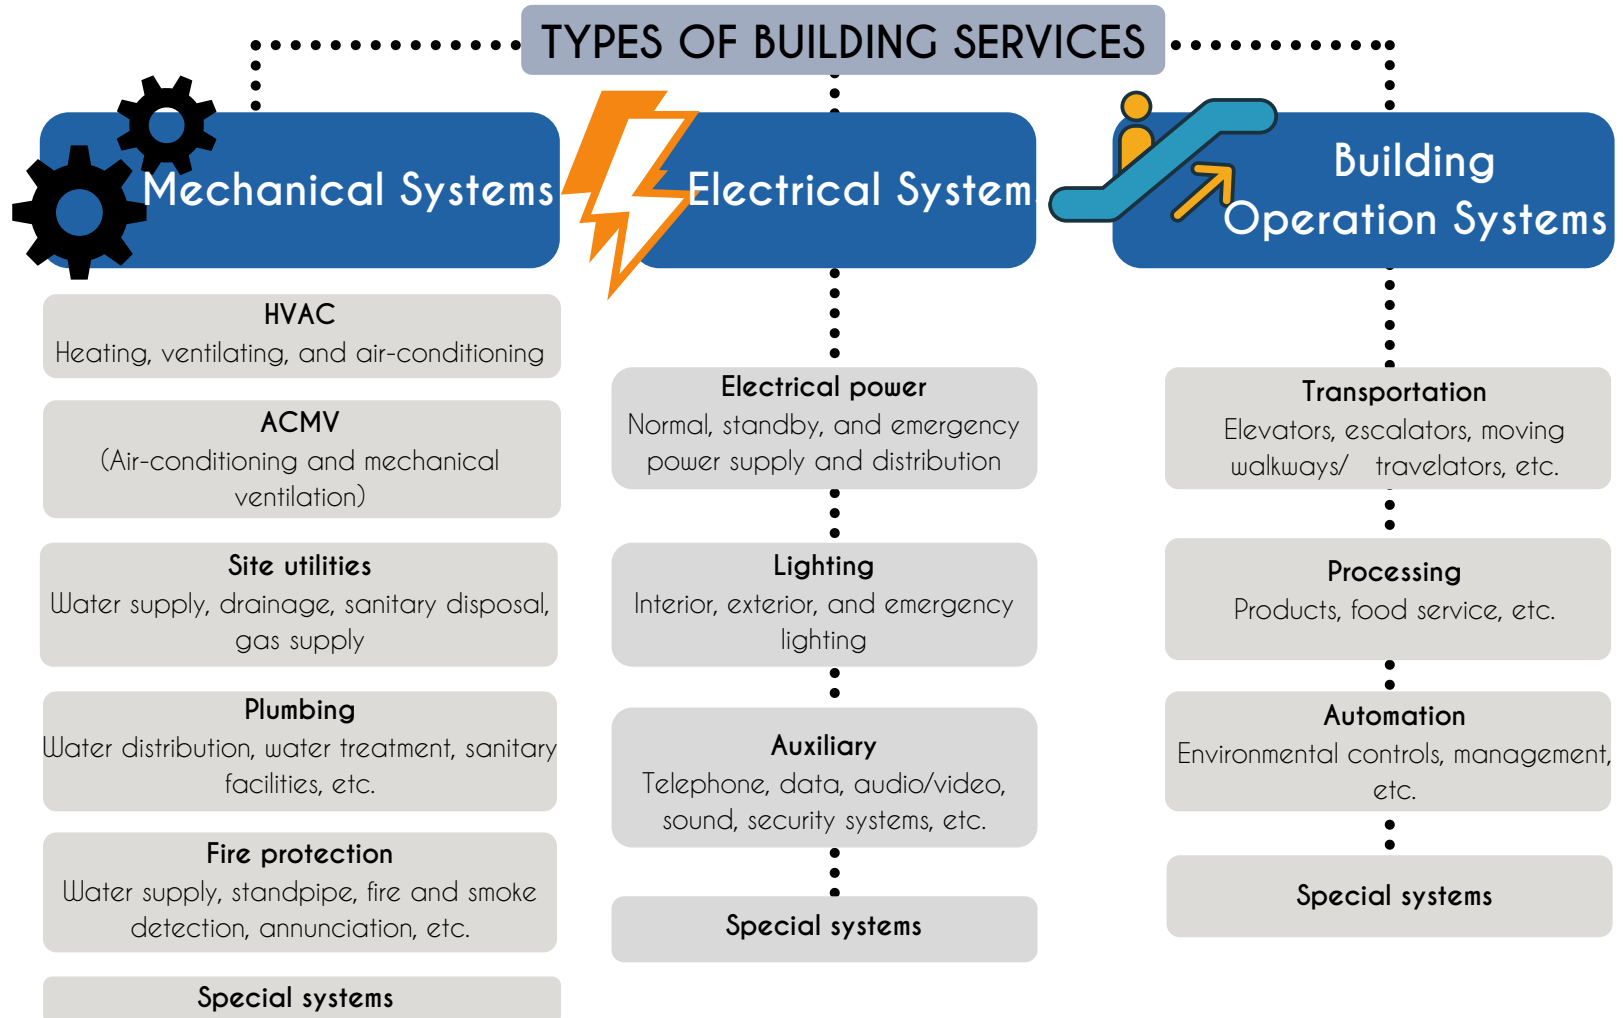 TYPES OF BUILDING SERVICES
Mechanical Systems
HVAC
Heating, ventilating, and air-conditioning
ACMV
(Air-conditioning and mechanical
ventilation)
Site utilities
Water supply, drainage, sanitary disposal,
gas supply
Plumbing
Water distribution, water treatment, sanitary
facilities, etc.
Fire protection
Water supply, standpipe, fire and smoke
detection, annunciation, etc.
Special systems
Electrical System
Electrical power
Normal, standby, and emergency
power supply and distribution
Lighting
Interior, exterior, and emergency
lighting
Auxiliary
Telephone, data, audio/video,
sound, security systems, etc.
Special systems
Building
Operation Systems
Transportation
Elevators, escalators, moving
walkways/ travelators, etc.
Processing
Products, food service, etc.
Automation
Environmental controls, management,
etc.
Special systems